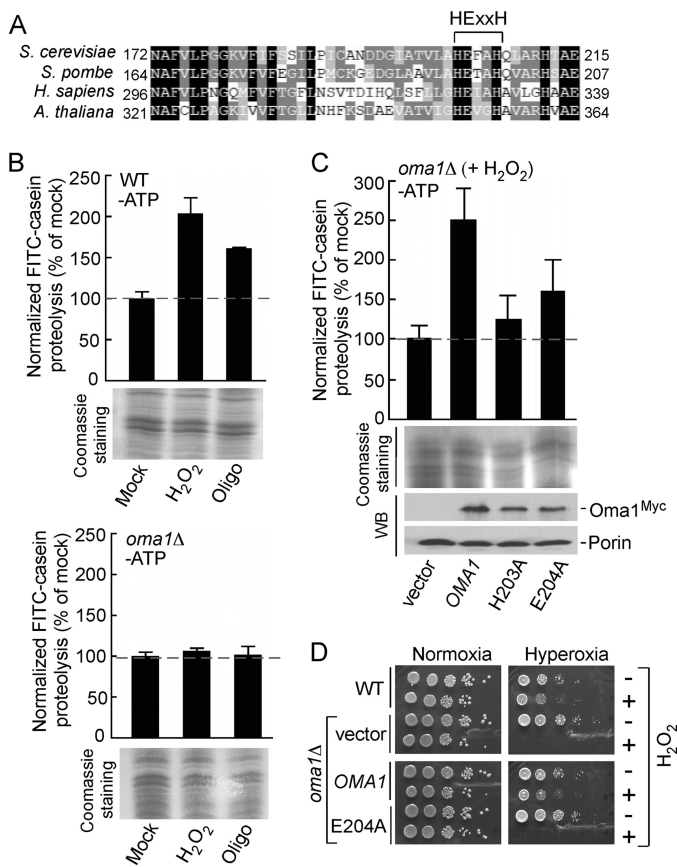 A
HExxH
S. cerevisiae 172 NAFVLPGGKVFIFSSILPICANDDGIATVLAHEFAHQLARHTAE 215
S. pombe 164 NAFVLPGGKVFVFEGILPMCKGEDGLAAVLAHETAHQVARHSAE 207
H. sapiens 296 NAFVLPNGQMFVFTGFLNSVTDIHQLSFLLGHEIAHAVLGHAAE 339
A. thaliana 321 NAFCLPAGKIVVFTGLLNHFKSDAEVATVIGHEVGHAVARHVAE 364
B
WT
-ATP
Normalized FITC-casein
proteolysis (% of mock)
250
200
150
100
50
0
Coomassie
staining
Mock
H2O2
Oligo
oma1Δ
-ATP
Normalized FITC-casein
proteolysis (% of mock)
250
200
150
100
50
0
Coomassie
staining
Mock
H2O2
Oligo
C
oma1Δ (+ H2O2)
-ATP
Normalized FITC-casein
proteolysis (% of mock)
300
250
200
150
100
50
0
Coomassie
staining
WB
-Oma1Myc
-Porin
vector
OMA1
H203A
E204A
D
Normoxia
Hyperoxia
WT
vector
OMA1
E204A
oma1Δ
-
+
-
+
-
+
-
+
H2O2